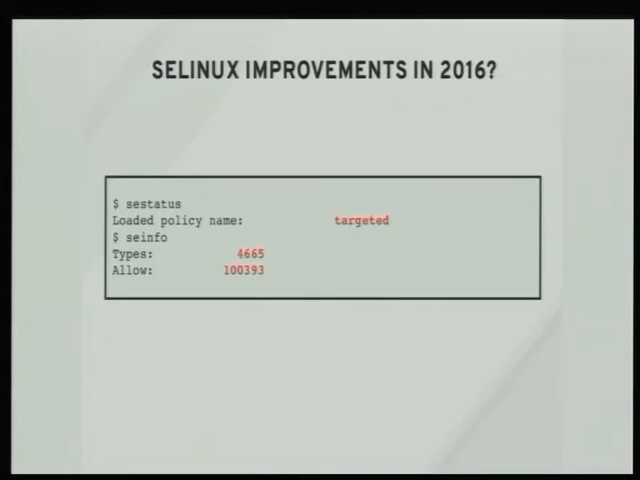 SELINUX IMPROVEMENTS IN 2016?
$ sestatus
Loaded policy name: targeted
$ seinfo
Types: 4665
Allow: 100393